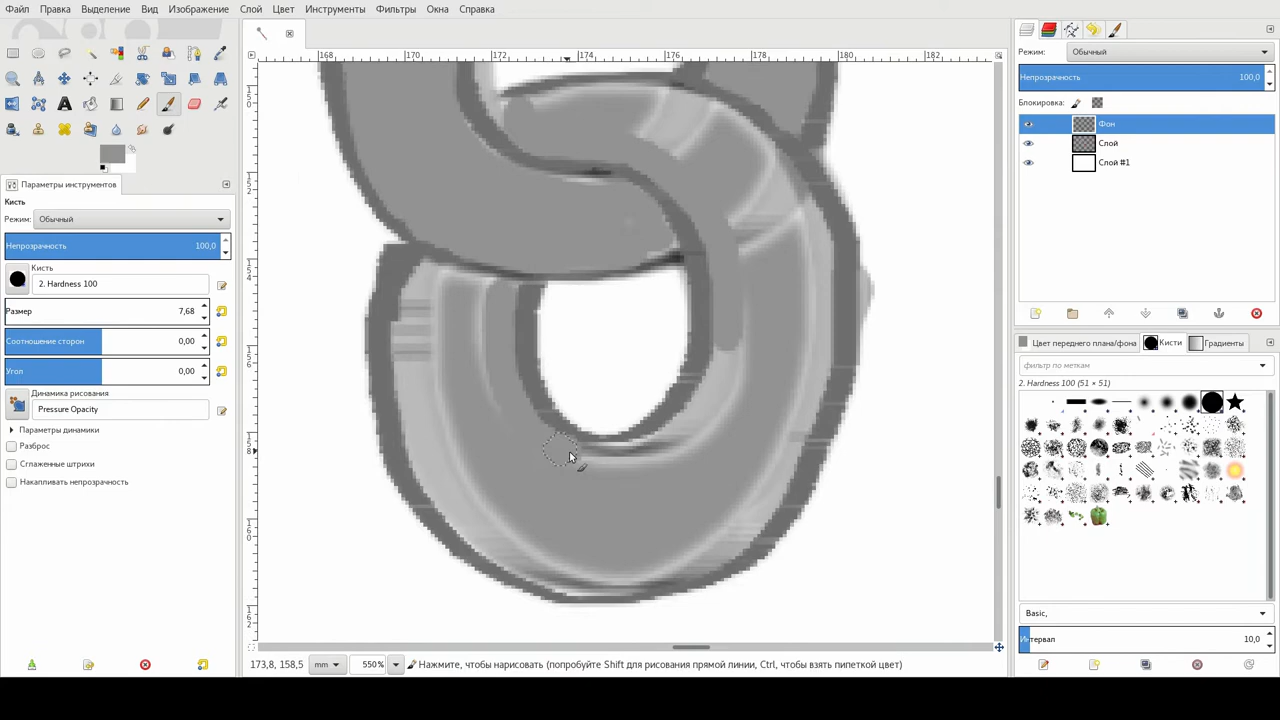 Файл Правка Выделение Вид Изображение Слой Цвет Инструменты Фильтры Окна Справка
168 170 172 174 176 178 180 182
Параметры инструментов
Кисть
Режим: Обычный
Непрозрачность 100,0
Кисть
2. Hardness 100
Размер 7,68
Соотношение сторон 0,00
Угол 0,00
Динамика рисования
Pressure Opacity
Параметры динамики
Разброс
Сглаженные штрихи
Накапливать непрозрачность
173,8, 158,5 mm 550% Нажмите, чтобы нарисовать (попробуйте Shift для рисования прямой линии, Ctrl, чтобы взять пипеткой цвет)
Режим: Обычный
Непрозрачность 100,0
Блокировка:
Фон
Слой
Слой #1
Цвет переднего плана/фона Кисти Градиенты
фильтр по меткам
2. Hardness 100 (51 × 51)
Basic,
Интервал 10,0